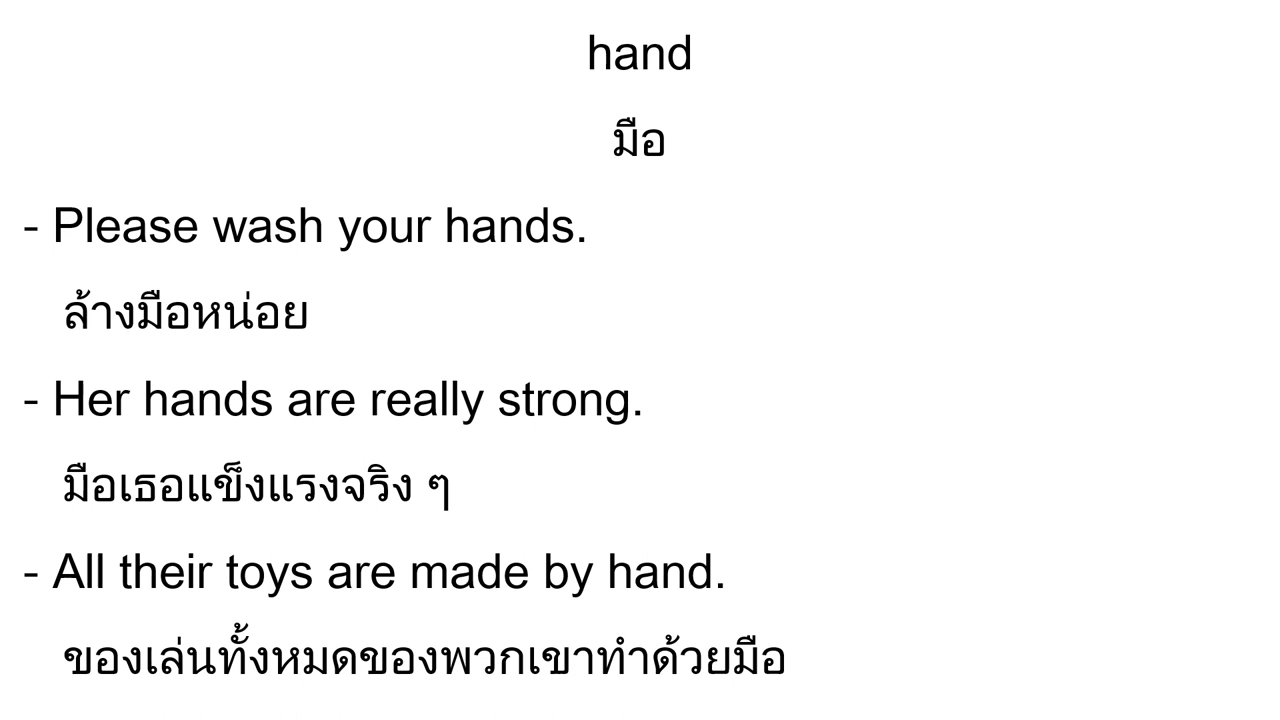 hand
มือ
- Please wash your hands.
ล้างมือหน่อย
- Her hands are really strong.
มือเธอแข็งแรงจริง ๆ
- All their toys are made by hand.
ของเล่นทั้งหมดของพวกเขาทำด้วยมือ